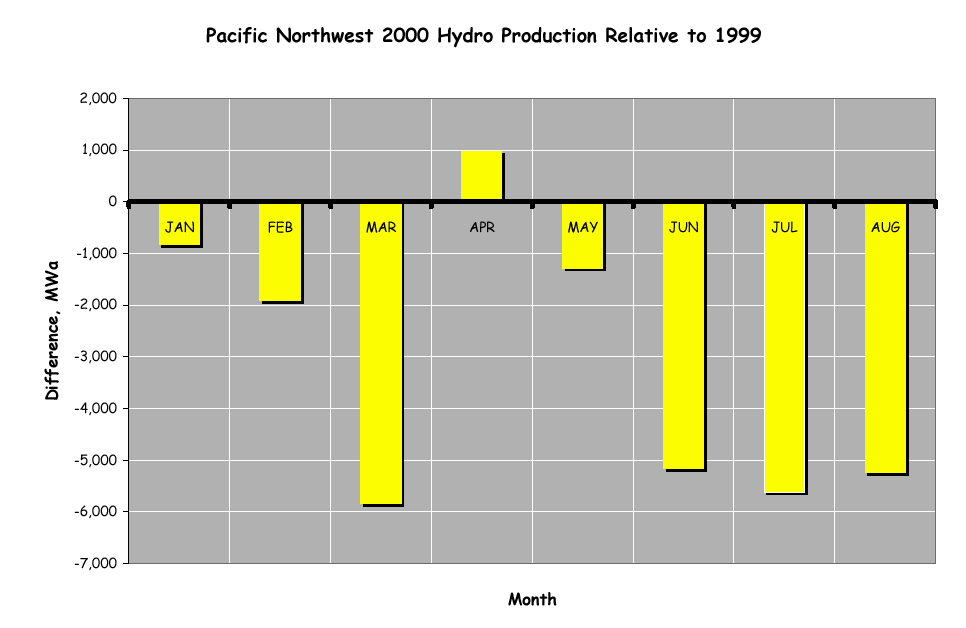 Pacific Northwest 2000 Hydro Production Relative to 1999
2,000
1,000
0
JAN FEB MAR APR MAY JUN JUL AUG
-1,000
-2,000
-3,000
-4,000
-5,000
-6,000
-7,000
Difference, MWa
Month